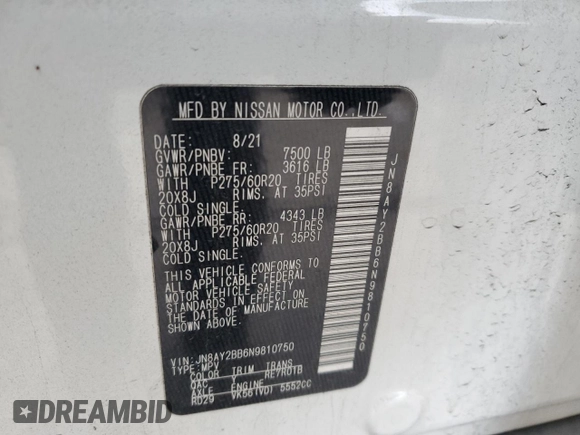 MFD BY NISSAN MOTOR CO.,LTD.
DATE: 8/21
GVWR/PNBV: 7500 LB
GAWR/PNBE FR: 3616 LB
WITH P275/60R20 TIRES
20X8J RIMS. AT 35PSI
COLD SINGLE.
GAWR/PNBE RR: 4343 LB
WITH P275/60R20 TIRES
20X8J RIMS. AT 35PSI
COLD SINGLE.
THIS VEHICLE CONFORMS TO
ALL APPLICABLE FEDERAL
MOTOR VEHICLE SAFETY
STANDARDS IN EFFECT ON
THE DATE OF MANUFACTURE
SHOWN ABOVE.
VIN:JN8AY2BB6N9810750
TYPE:MPV
COLOR TRIM TRANS
QAC X RE7R01B
AXLE ENGINE
RD29 VK56(VD) 5552CC
JN8AY2BB6N9810750
DREAMBID
DREAMBID.COM